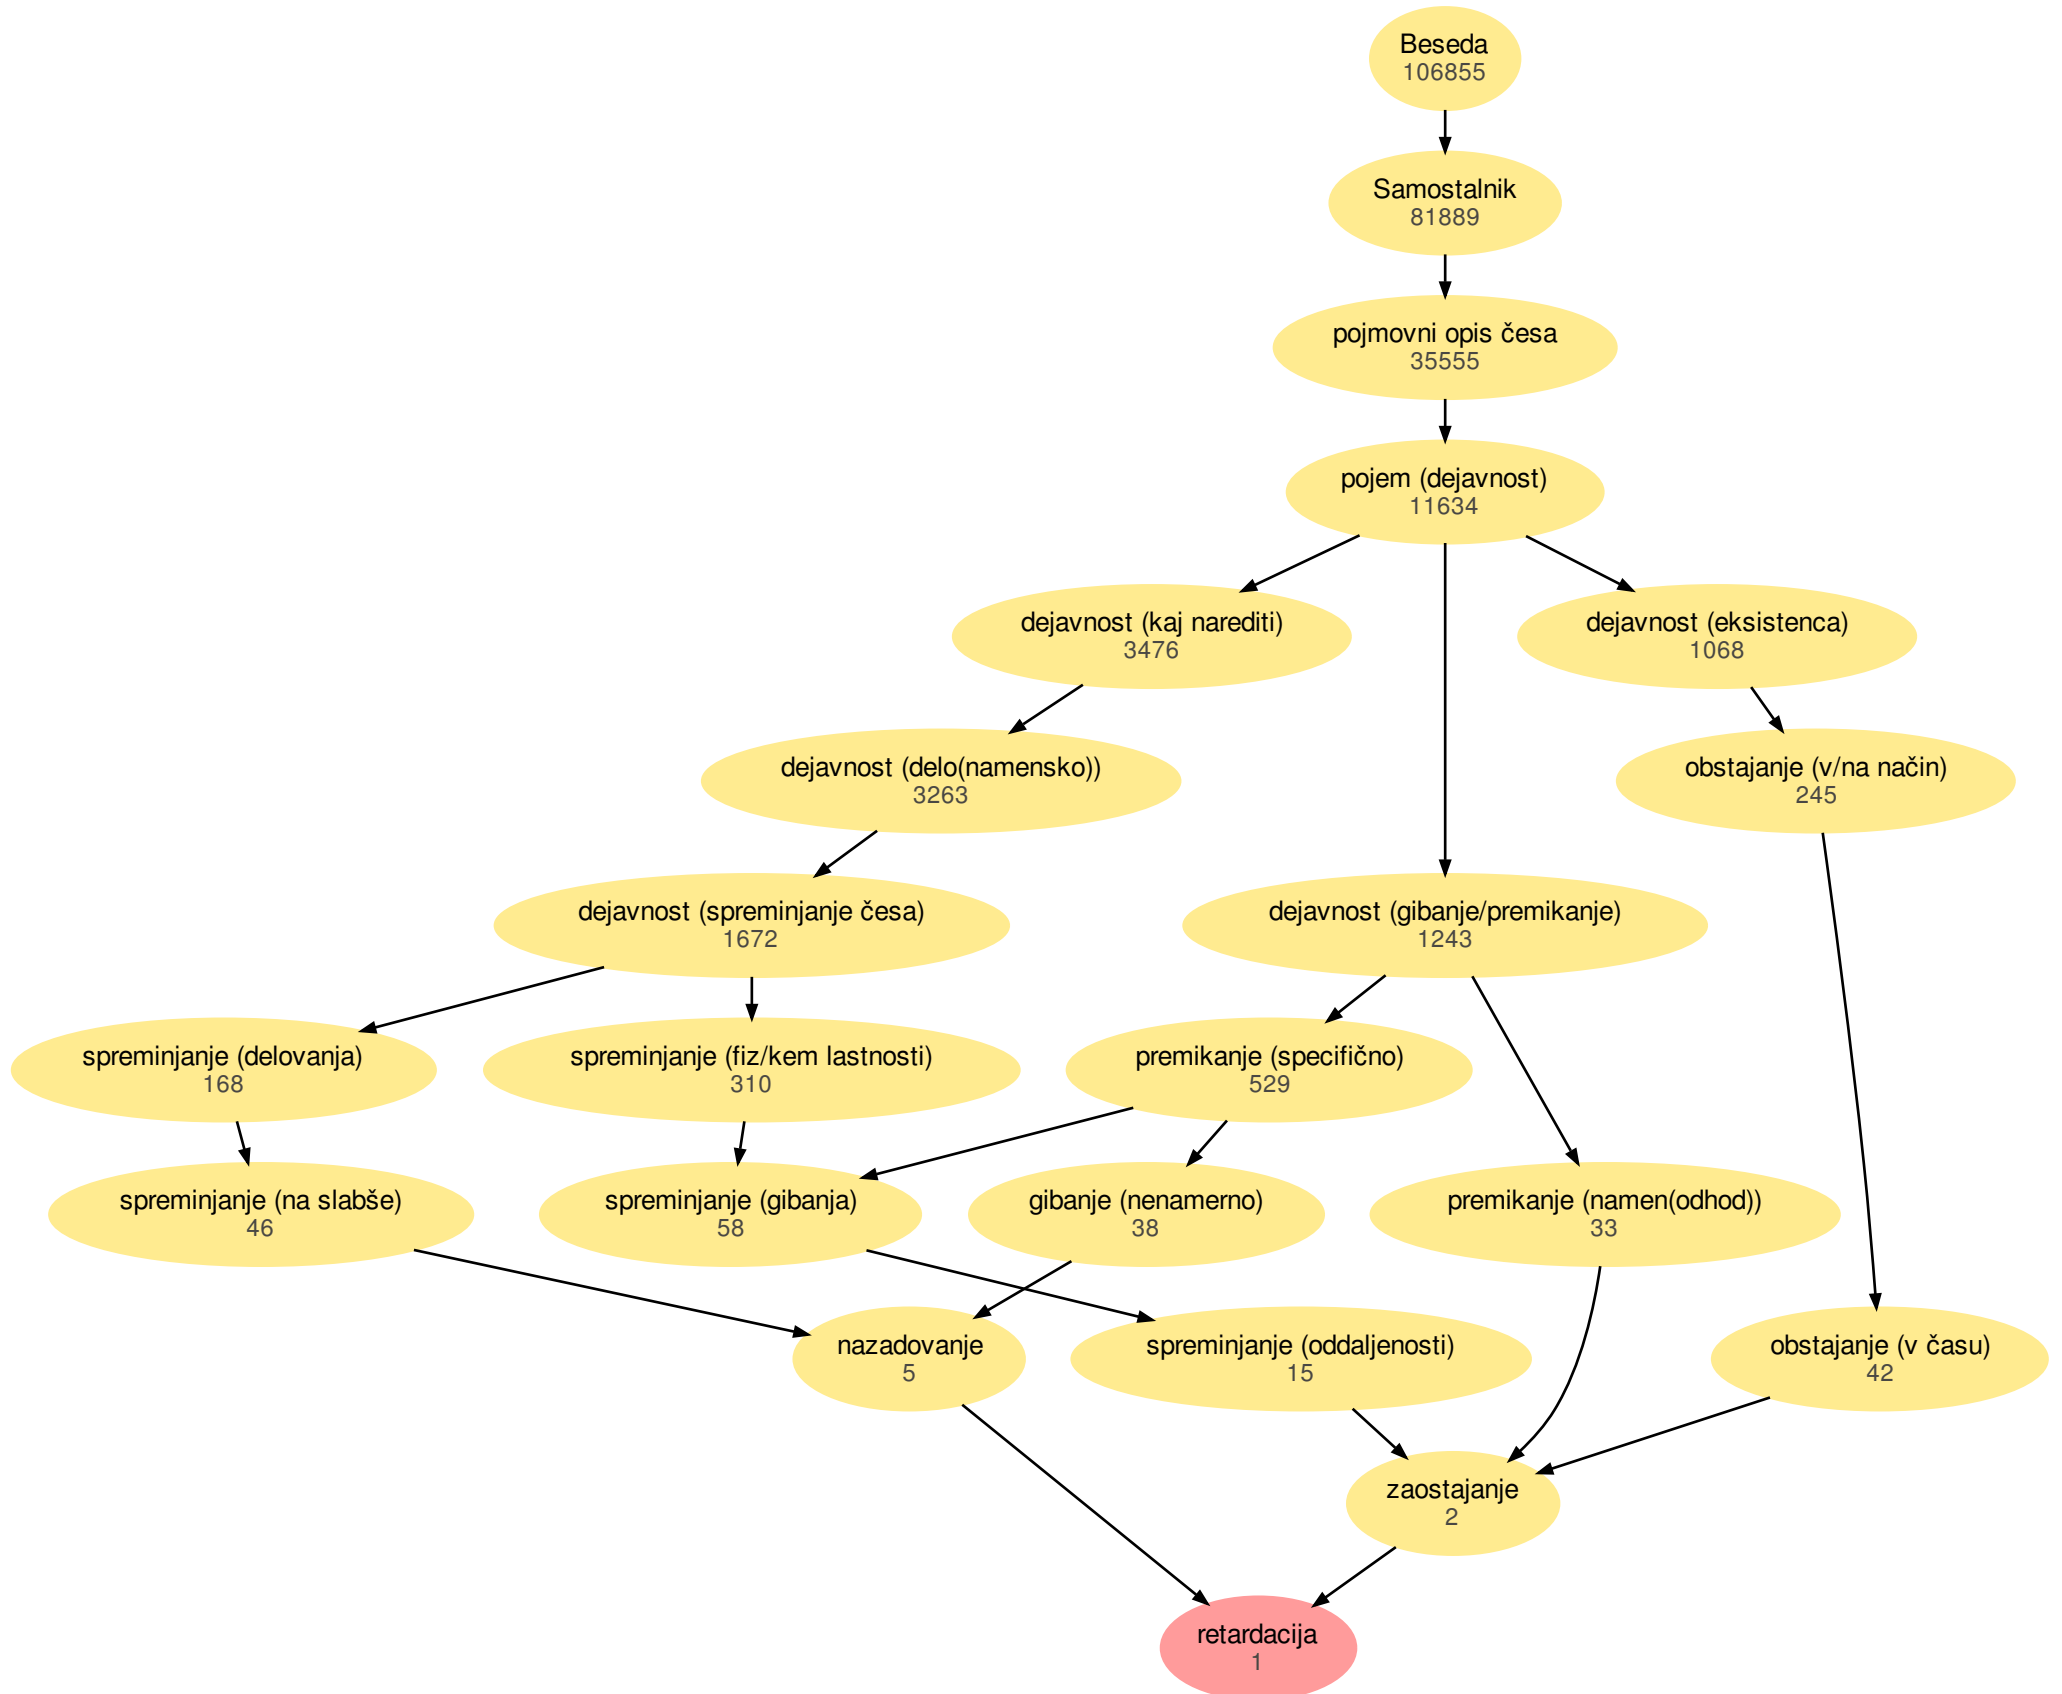 Beseda
106855
Samostalnik
81889
pojmovni opis česa
35555
pojem (dejavnost)
11634
dejavnost (kaj narediti)
3476
dejavnost (eksistenca)
1068
dejavnost (delo(namensko))
3263
obstajanje (v/na način)
245
dejavnost (spreminjanje česa)
1672
dejavnost (gibanje/premikanje)
1243
spreminjanje (delovanja)
168
spreminjanje (fiz/kem lastnosti)
310
premikanje (specifično)
529
spreminjanje (na slabše)
46
spreminjanje (gibanja)
58
gibanje (nenamerno)
38
premikanje (namen(odhod))
33
nazadovanje
5
spreminjanje (oddaljenosti)
15
obstajanje (v času)
42
zaostajanje
2
retardacija
1